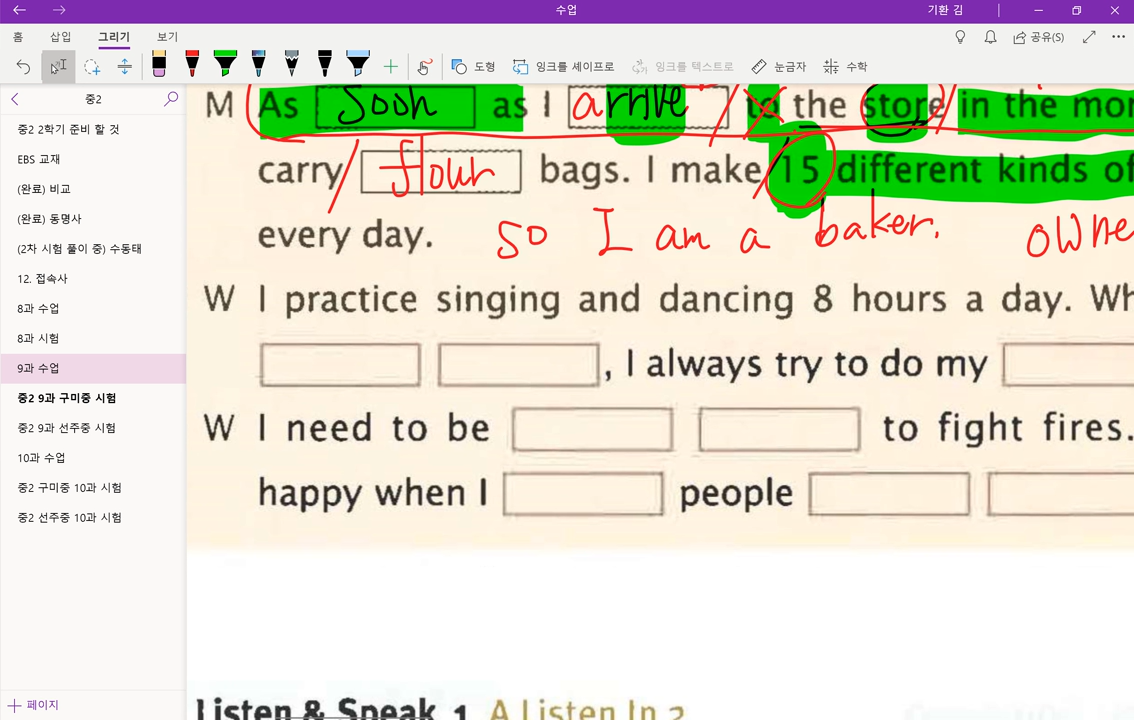 수업
기환 김
홈 삽입 그리기 보기
공유(S)
도형 잉크를 셰이프로 잉크를 텍스트로 눈금자 수학
중2
중2 2학기 준비 할 것
EBS 교재
(완료) 비교
(완료) 동명사
(2차 시험 풀이 중) 수동태
12. 접속사
8과 수업
8과 시험
9과 수업
중2 9과 구미중 시험
중2 9과 선주중 시험
10과 수업
중2 구미중 10과 시험
중2 선주중 10과 시험
페이지
M As soon as I arrive to the store in the mor
carry flour bags. I make 15 different kinds of
every day. so I am a baker. owne
W I practice singing and dancing 8 hours a day. Wh
, I always try to do my
W I need to be to fight fires.
happy when I people
Listen & Speak 1 A Listen In 2